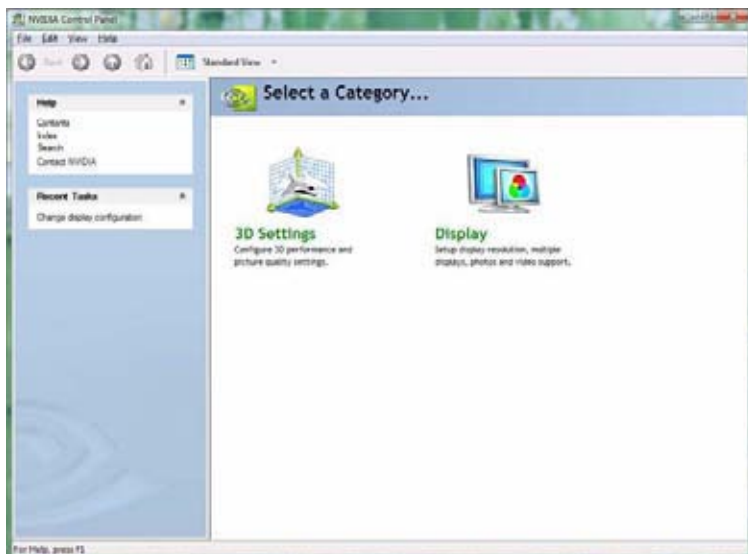 NVIDIA Control Panel
File Edit View Help
Back
Standard View
Help
Contents
Index
Search
Contact NVIDIA
Recent Tasks
Change display configuration
Select a Category...
3D Settings
Configure 3D performance and
picture quality settings.
Display
Setup display resolution, multiple
displays, photos and video support.
For Help, press F1